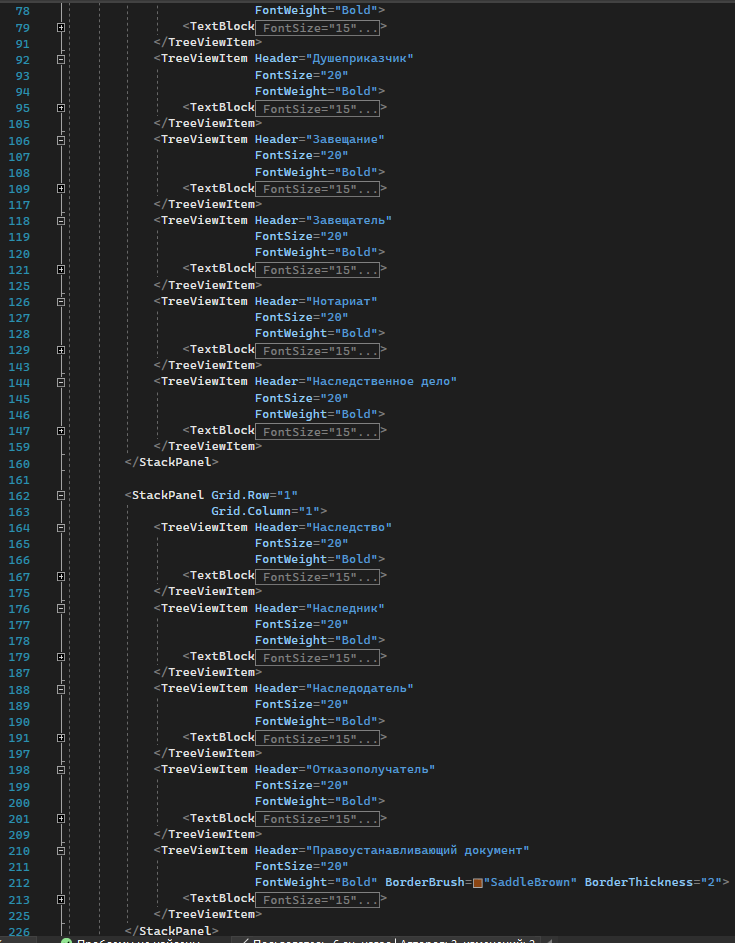 78 FontWeight="Bold">
79 <TextBlock FontSize="15"...>
91 </TreeViewItem>
92 <TreeViewItem Header="Душеприказчик"
93 FontSize="20"
94 FontWeight="Bold">
95 <TextBlock FontSize="15"...>
105 </TreeViewItem>
106 <TreeViewItem Header="Завещание"
107 FontSize="20"
108 FontWeight="Bold">
109 <TextBlock FontSize="15"...>
117 </TreeViewItem>
118 <TreeViewItem Header="Завещатель"
119 FontSize="20"
120 FontWeight="Bold">
121 <TextBlock FontSize="15"...>
125 </TreeViewItem>
126 <TreeViewItem Header="Нотариат"
127 FontSize="20"
128 FontWeight="Bold">
129 <TextBlock FontSize="15"...>
143 </TreeViewItem>
144 <TreeViewItem Header="Наследственное дело"
145 FontSize="20"
146 FontWeight="Bold">
147 <TextBlock FontSize="15"...>
159 </TreeViewItem>
160 </StackPanel>
161
162 <StackPanel Grid.Row="1"
163 Grid.Column="1">
164 <TreeViewItem Header="Наследство"
165 FontSize="20"
166 FontWeight="Bold">
167 <TextBlock FontSize="15"...>
175 </TreeViewItem>
176 <TreeViewItem Header="Наследник"
177 FontSize="20"
178 FontWeight="Bold">
179 <TextBlock FontSize="15"...>
187 </TreeViewItem>
188 <TreeViewItem Header="Наследодатель"
189 FontSize="20"
190 FontWeight="Bold">
191 <TextBlock FontSize="15"...>
197 </TreeViewItem>
198 <TreeViewItem Header="Отказополучатель"
199 FontSize="20"
200 FontWeight="Bold">
201 <TextBlock FontSize="15"...>
209 </TreeViewItem>
210 <TreeViewItem Header="Правоустанавливающий документ"
211 FontSize="20"
212 FontWeight="Bold" BorderBrush="SaddleBrown" BorderThickness="2">
213 <TextBlock FontSize="15"...>
225 </TreeViewItem>
226 </StackPanel>